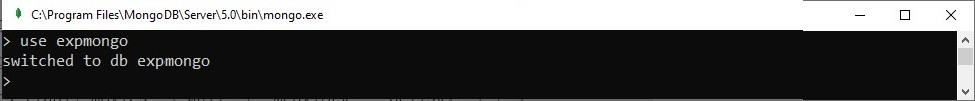 C:\Program Files\MongoDB\Server\5.0\bin\mongo.exe
> use expmongo
switched to db expmongo
>